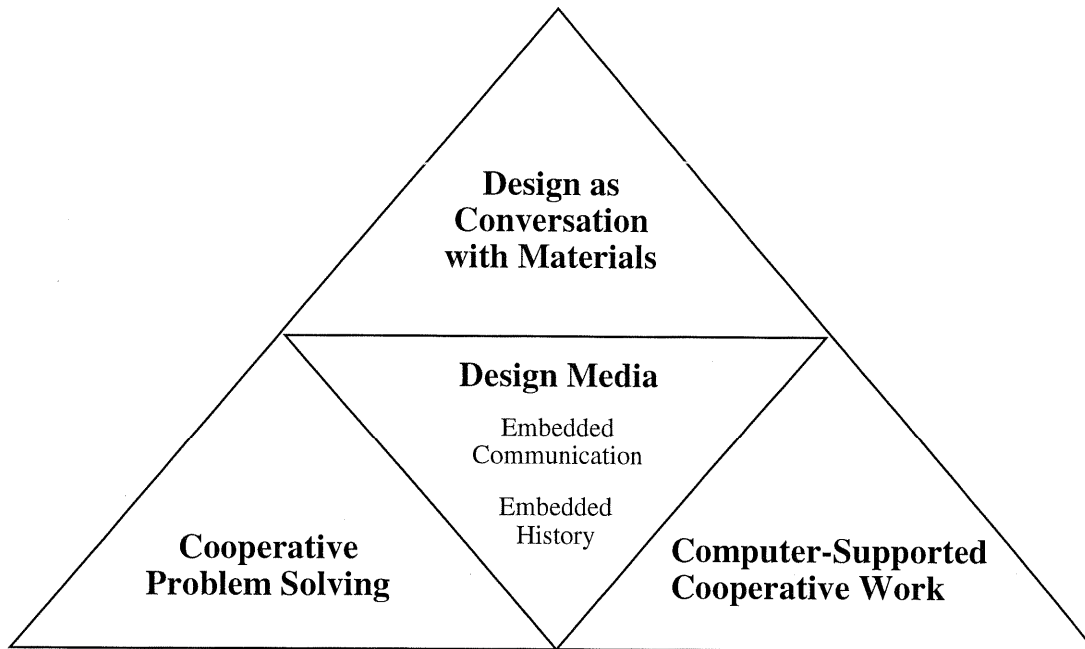 Design as
Conversation
with Materials
Design Media
Embedded
Communication
Embedded
History
Cooperative
Problem Solving
Computer-Supported
Cooperative Work